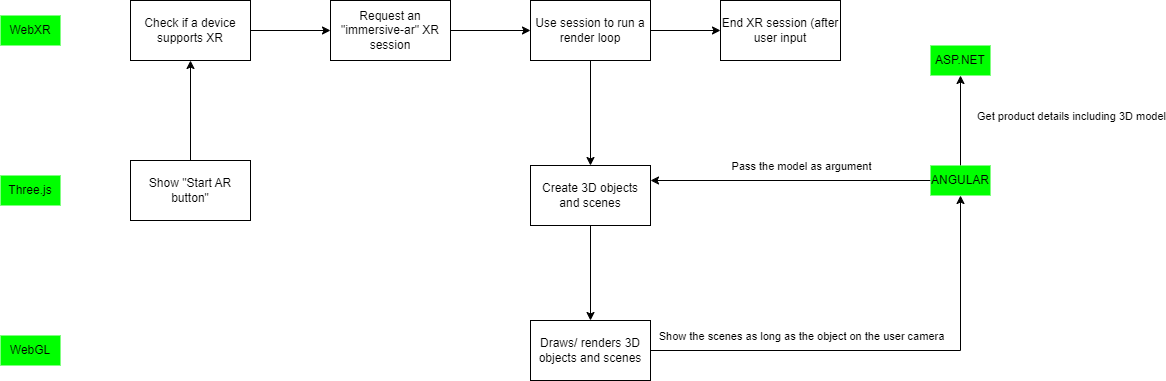 WebXR
Check if a device
supports XR
Request an
"immersive-ar" XR
session
Use session to run a
render loop
End XR session (after
user input
ASP.NET
Get product details including 3D model
Three.js
Show "Start AR
button"
Create 3D objects
and scenes
Pass the model as argument
ANGULAR
WebGL
Draws/ renders 3D
objects and scenes
Show the scenes as long as the object on the user camera